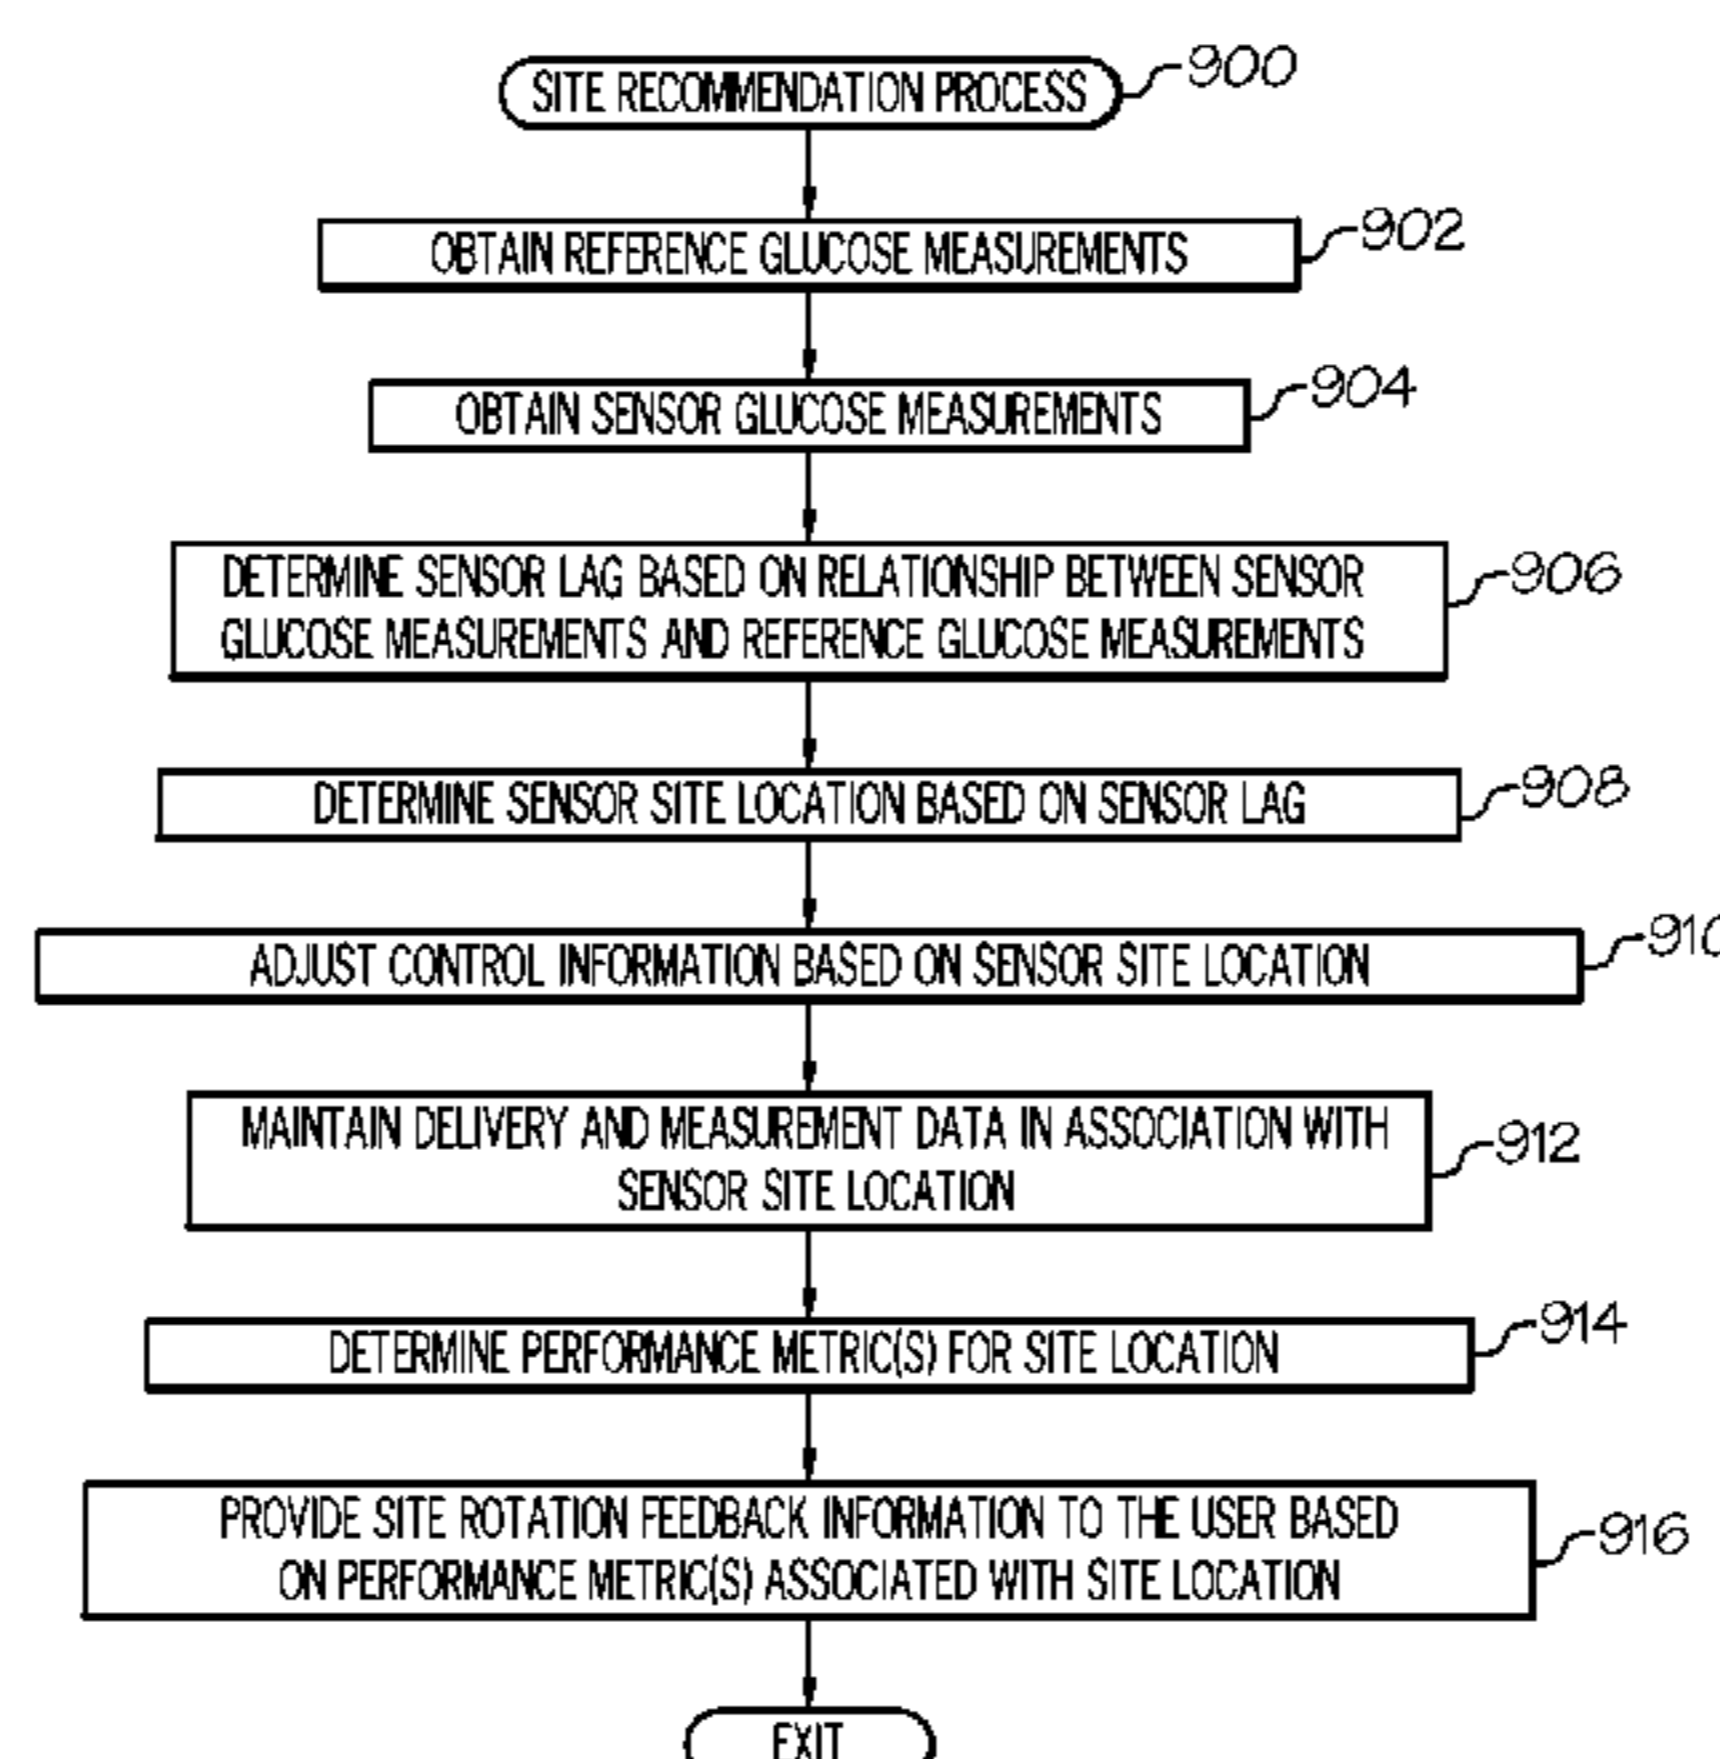 SITE RECOMMENDATION PROCESS
900
OBTAIN REFERENCE GLUCOSE MEASUREMENTS
902
OBTAIN SENSOR GLUCOSE MEASUREMENTS
904
DETERMINE SENSOR LAG BASED ON RELATIONSHIP BETWEEN SENSOR
GLUCOSE MEASUREMENTS AND REFERENCE GLUCOSE MEASUREMENTS
906
DETERMINE SENSOR SITE LOCATION BASED ON SENSOR LAG
908
ADJUST CONTROL INFORMATION BASED ON SENSOR SITE LOCATION
910
MAINTAIN DELIVERY AND MEASUREMENT DATA IN ASSOCIATION WITH
SENSOR SITE LOCATION
912
DETERMINE PERFORMANCE METRIC(S) FOR SITE LOCATION
914
PROVIDE SITE ROTATION FEEDBACK INFORMATION TO THE USER BASED
ON PERFORMANCE METRIC(S) ASSOCIATED WITH SITE LOCATION
916
EXIT